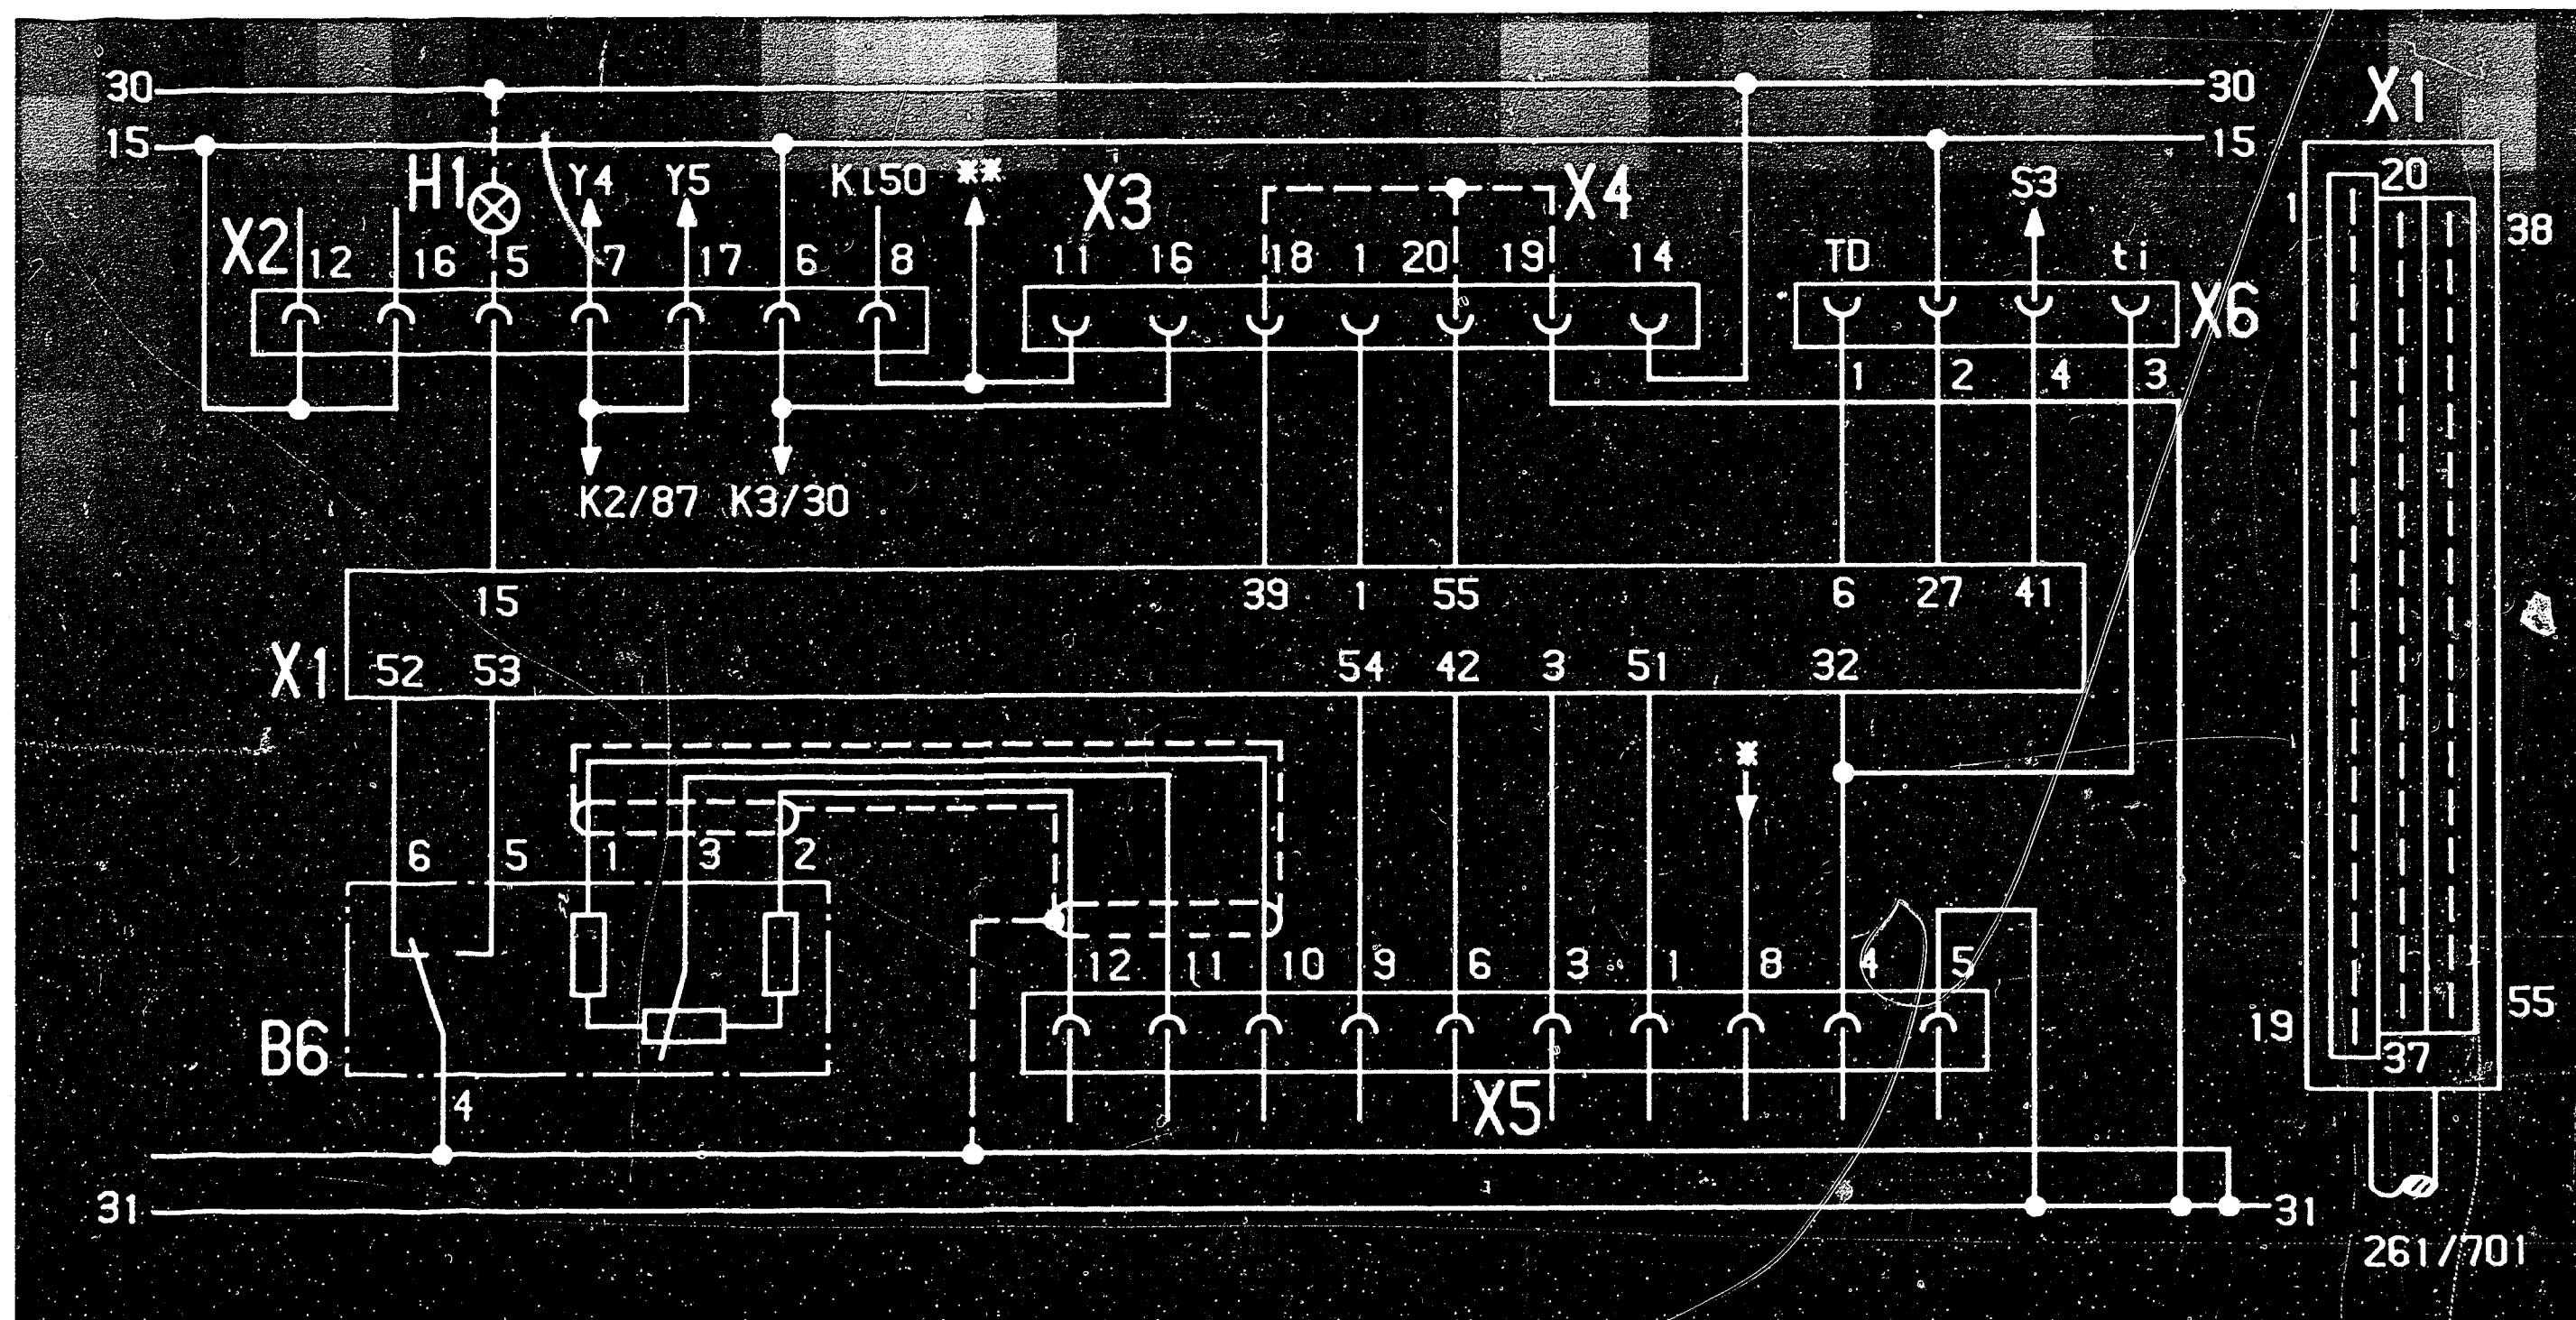 30 30 X1
15 15
H1 Y4 Y5 Kl50 ** X3 X4 S3 20
1 38
X2 12 16 5 7 17 6 8 11 16 18 1 20 19 14 TD ti
X6
1 2 4 3
K2/87 K3/30
15 39 1 55 6 27 41
X1 52 53 54 42 3 51 32
*
6 5 1 3 2
12 11 10 9 6 3 1 8 4 5
B6 19 55
37
4 X5
31 31
261/701